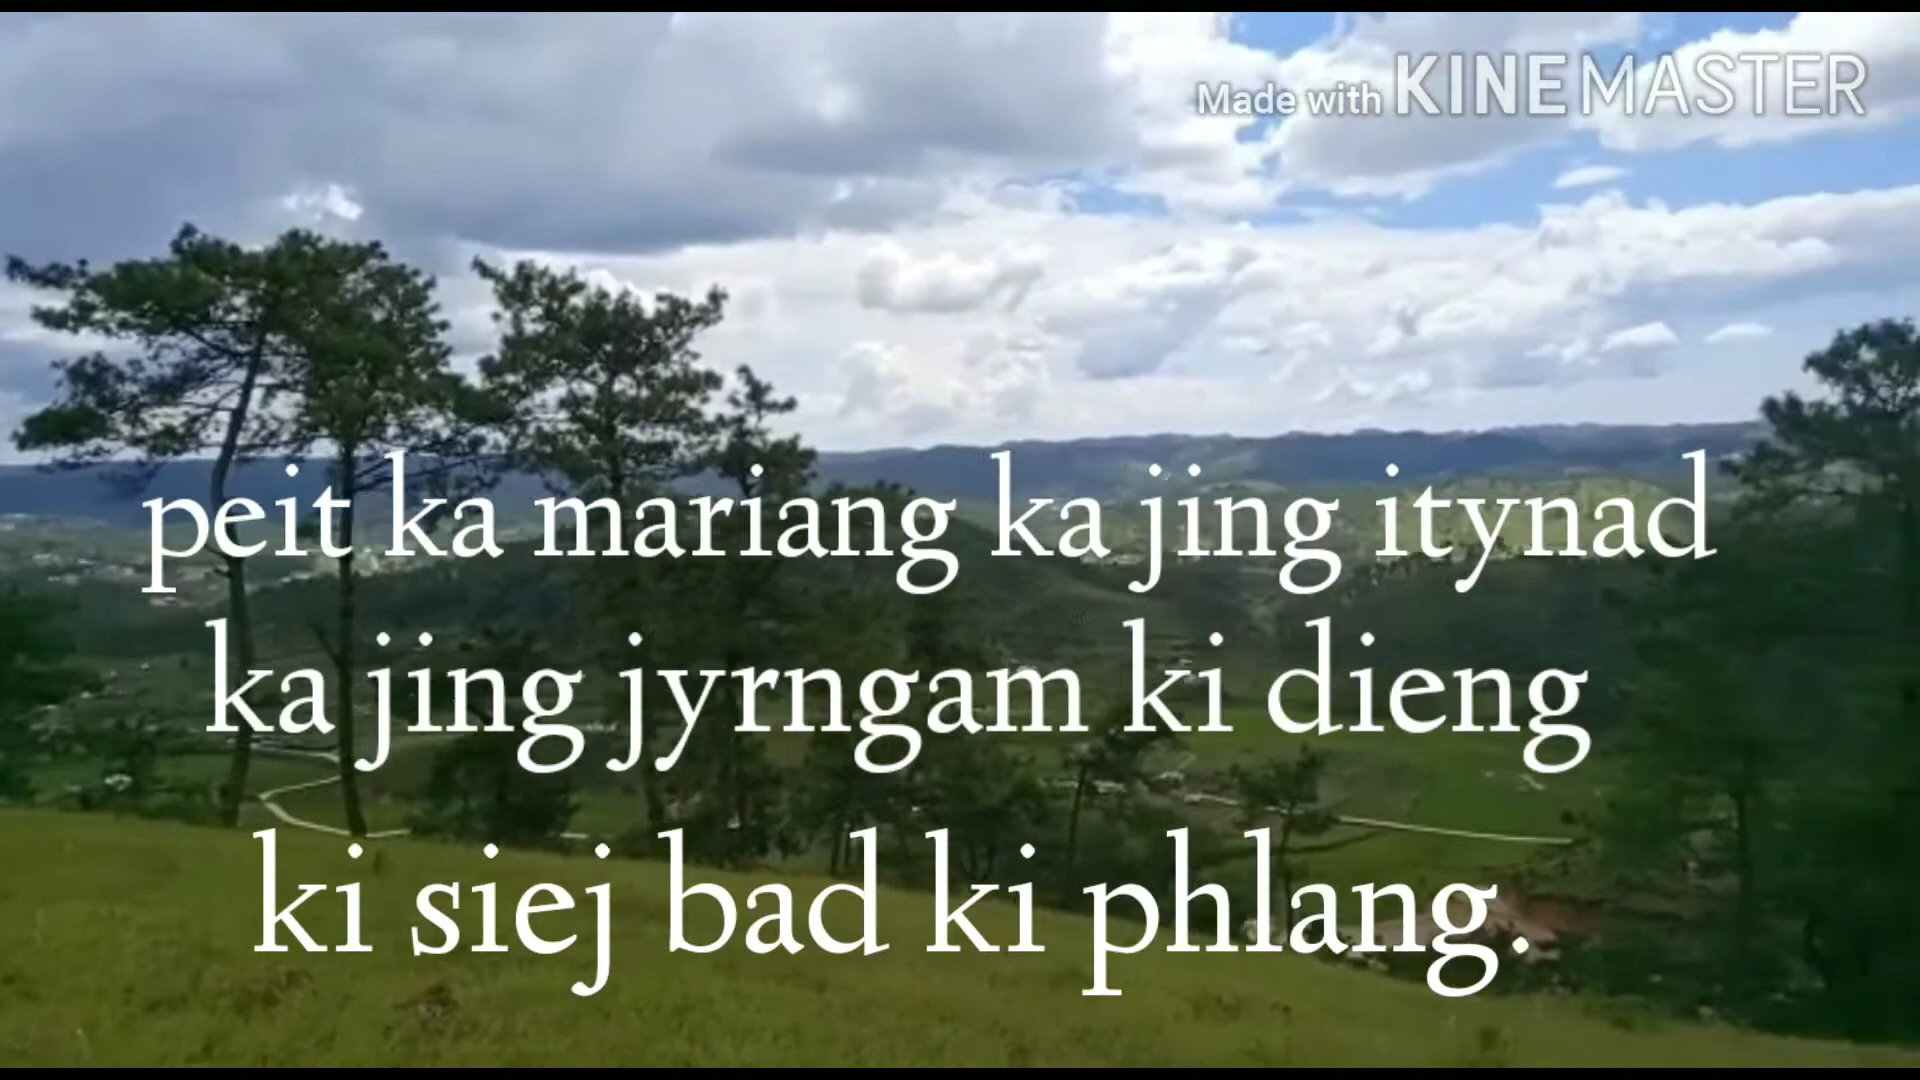 Made with KINEMASTER
peit ka mariang ka jing itynad
ka jing jyrngam ki dieng
ki siej bad ki phlang.